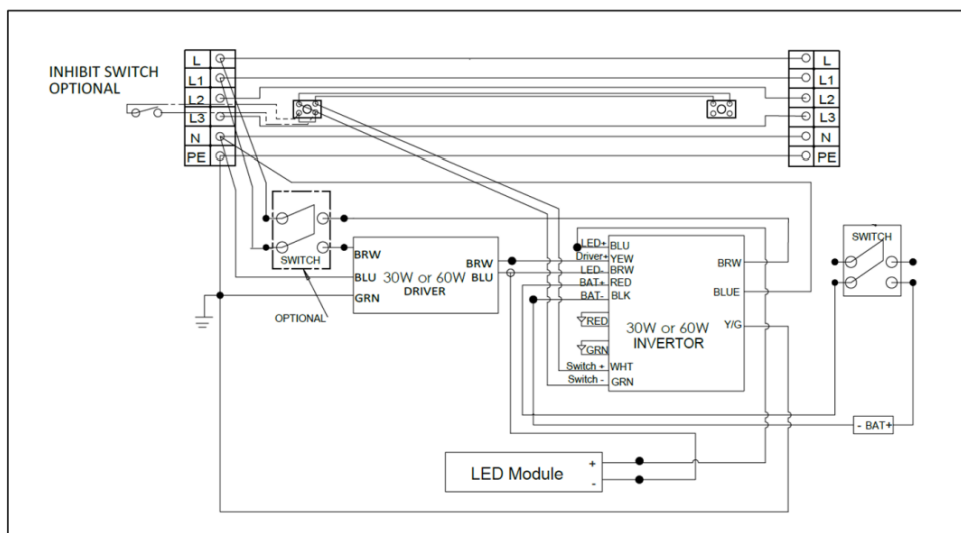 INHIBIT SWITCH
OPTIONAL
L
L1
L2
L3
N
PE
L
L1
L2
L3
N
PE
SWITCH
OPTIONAL
BRW
BLU
GRN
30W or 60W
DRIVER
BRW
BLU
LED+
Driver+
LED-
BAT+
BAT-
BLU
YEW
BRW
RED
BLK
RED
GRN
Switch +
Switch -
WHT
GRN
30W or 60W
INVERTOR
BRW
BLUE
Y/G
SWITCH
- BAT+
LED Module
+
-